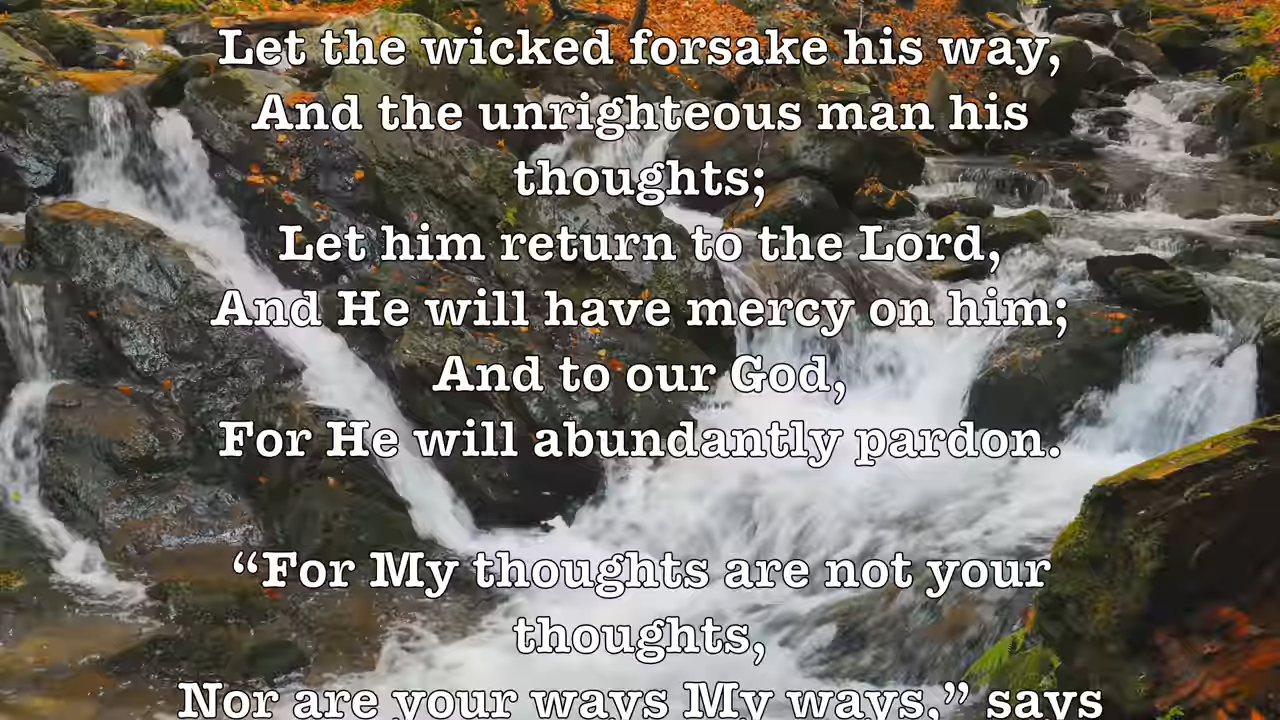 Let the wicked forsake his way,
And the unrighteous man his
thoughts;
Let him return to the Lord,
And He will have mercy on him;
And to our God,
For He will abundantly pardon.
“For My thoughts are not your
thoughts,
Nor are your ways My ways,” says